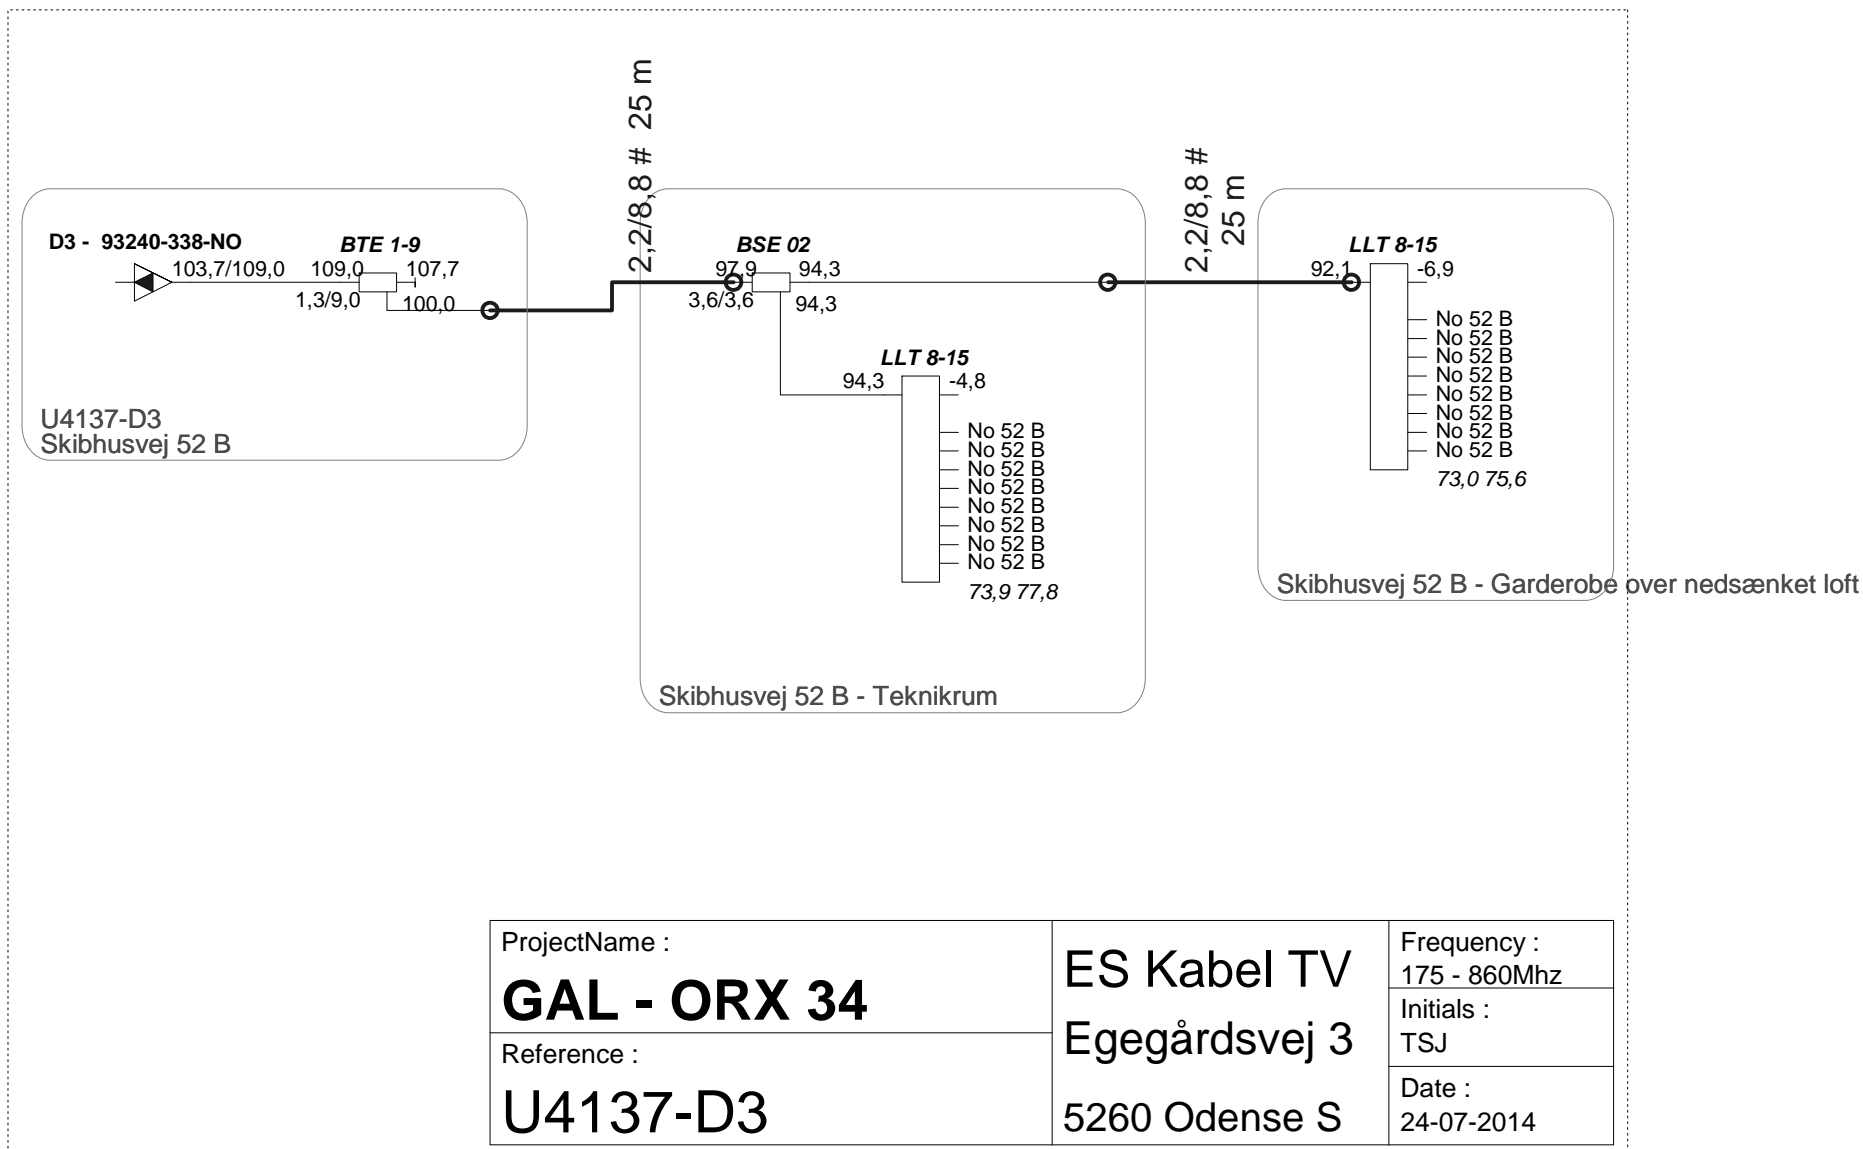 2,2/8,8 # 25 m
2,2/8,8 #
25 m
D3 - 93240-338-NO
103,7/109,0
BTE 1-9
109,0
107,7
1,3/9,0
100,0
U4137-D3
Skibhusvej 52 B
BSE 02
97,9
94,3
3,6/3,6
94,3
LLT 8-15
94,3
-4,8
No 52 B
No 52 B
No 52 B
No 52 B
No 52 B
No 52 B
No 52 B
No 52 B
73,9 77,8
Skibhusvej 52 B - Teknikrum
LLT 8-15
92,1
-6,9
No 52 B
No 52 B
No 52 B
No 52 B
No 52 B
No 52 B
No 52 B
No 52 B
73,0 75,6
Skibhusvej 52 B - Garderobe over nedsænket loft
ProjectName :
GAL - ORX 34
Reference :
U4137-D3
ES Kabel TV
Egegårdsvej 3
5260 Odense S
Frequency :
175 - 860Mhz
Initials :
TSJ
Date :
24-07-2014